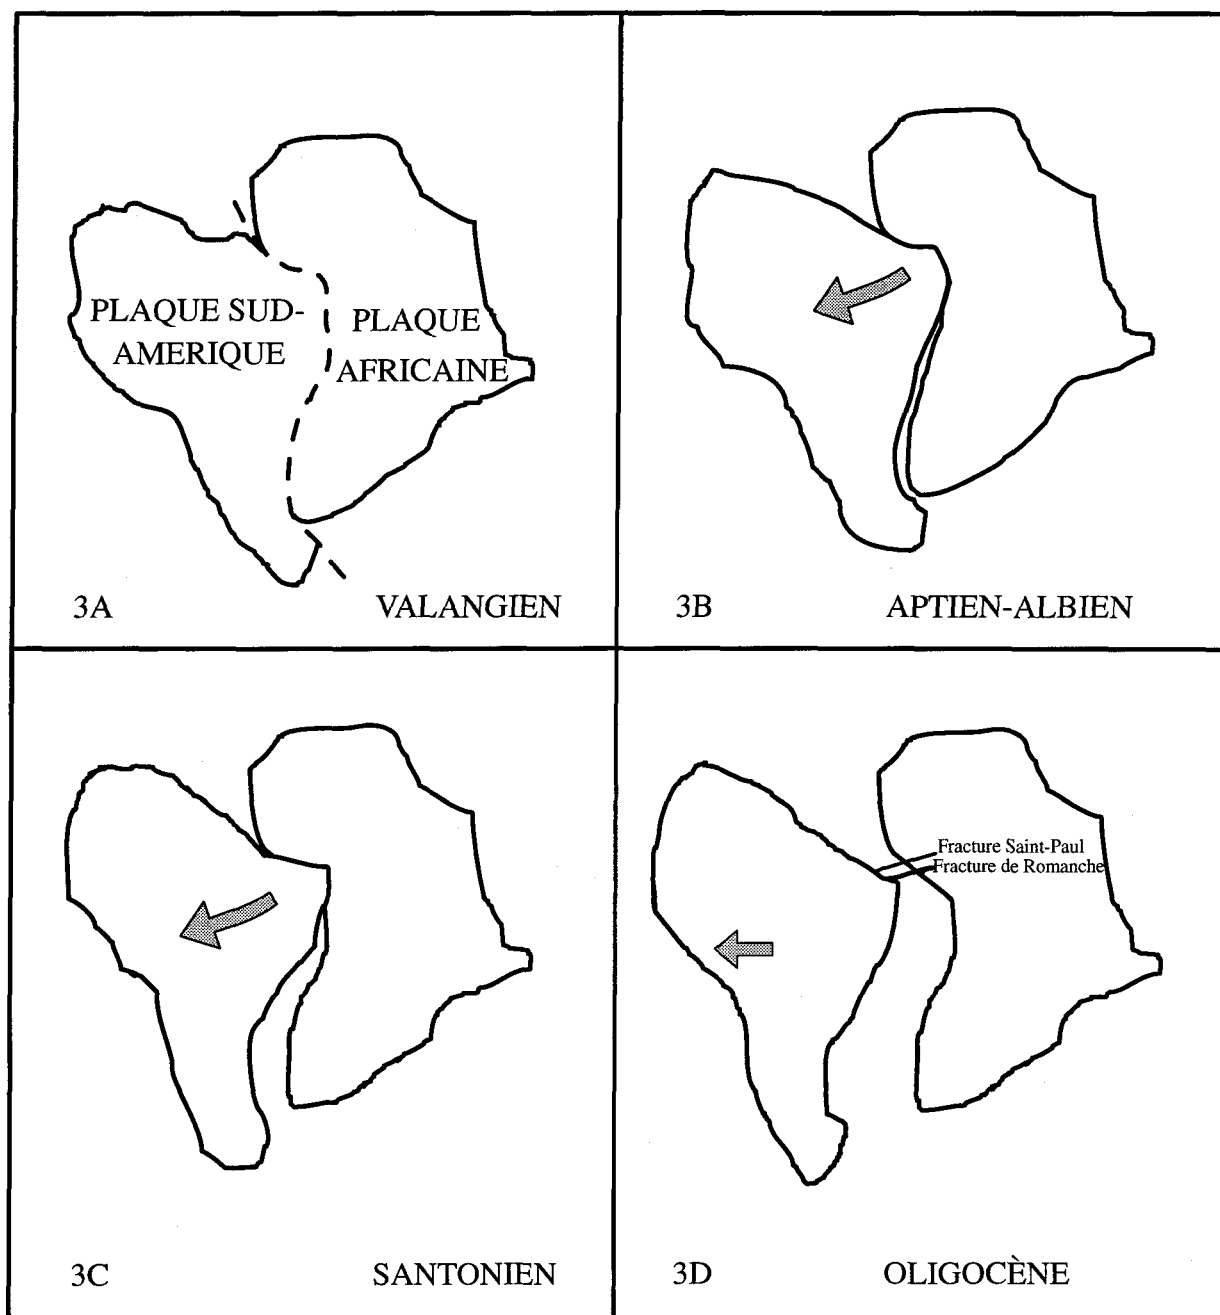 PLAQUE SUD-
AMERIQUE
PLAQUE
AFRICAINE
3A VALANGIEN
3B APTIEN-ALBIEN
3C SANTONIEN
Fracture Saint-Paul
Fracture de Romanche
3D OLIGOCÈNE